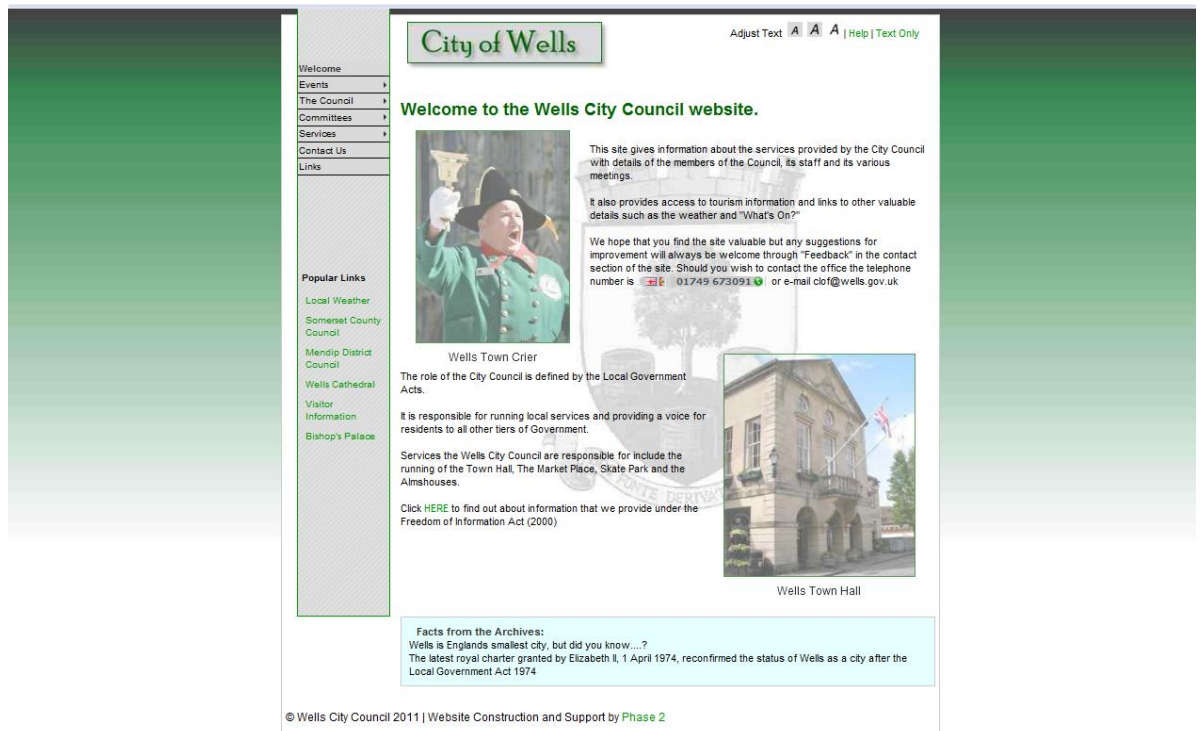 City of Wells
Adjust Text A A A | Help | Text Only
Welcome
Events
The Council
Committees
Services
Contact Us
Links
Popular Links
Local Weather
Somerset County
Council
Mendip District
Council
Wells Cathedral
Visitor
Information
Bishop's Palace
Welcome to the Wells City Council website.
This site gives information about the services provided by the City Council
with details of the members of the Council, its staff and its various
meetings.
It also provides access to tourism information and links to other valuable
details such as the weather and "What's On?"
We hope that you find the site valuable but any suggestions for
improvement will always be welcome through "Feedback" in the contact
section of the site. Should you wish to contact the office the telephone
number is 01749 673091 or e-mail clof@wells.gov.uk
Wells Town Crier
The role of the City Council is defined by the Local Government
Acts.
It is responsible for running local services and providing a voice for
residents to all other tiers of Government.
Services the Wells City Council are responsible for include the
running of the Town Hall, The Market Place, Skate Park and the
Almshouses.
Click HERE to find out about information that we provide under the
Freedom of Information Act (2000)
FONTE DERIVA
Wells Town Hall
Facts from the Archives:
Wells is Englands smallest city, but did you know....?
The latest royal charter granted by Elizabeth II, 1 April 1974, reconfirmed the status of Wells as a city after the
Local Government Act 1974
© Wells City Council 2011 | Website Construction and Support by Phase 2